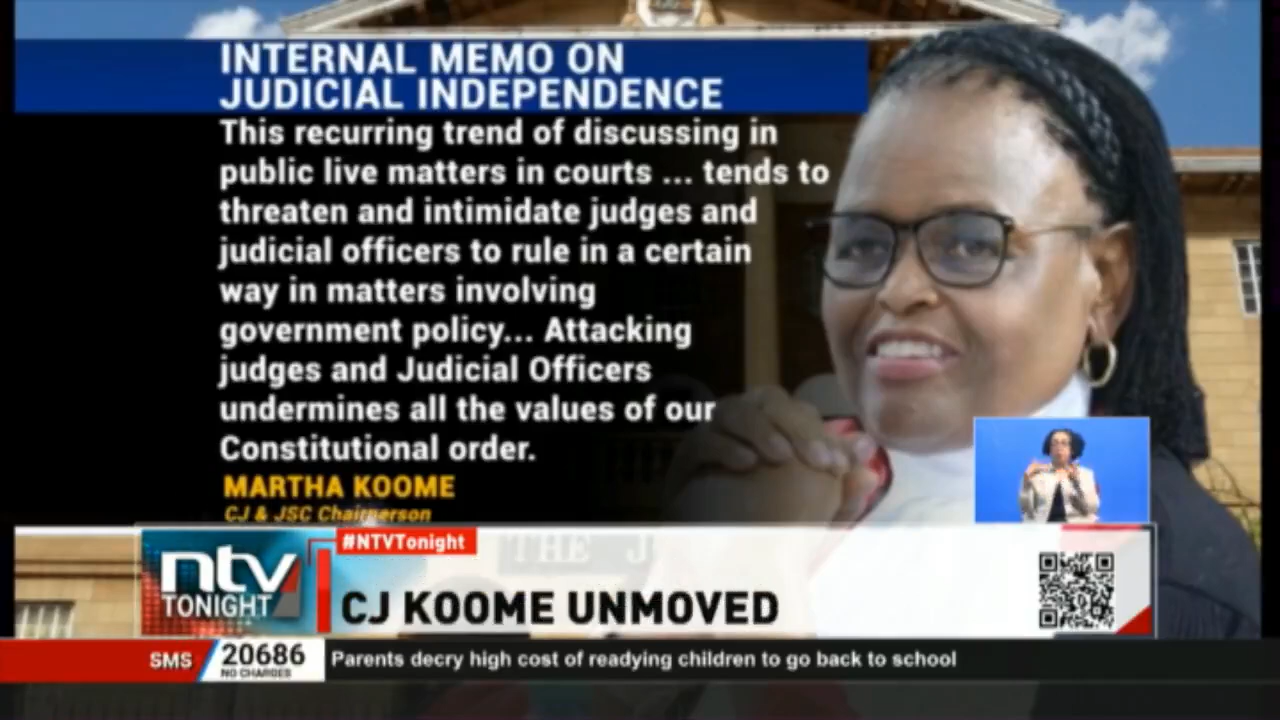 INTERNAL MEMO ON
JUDICIAL INDEPENDENCE
This recurring trend of discussing in
public live matters in courts ... tends to
threaten and intimidate judges and
judicial officers to rule in a certain
way in matters involving
government policy... Attacking
judges and Judicial Officers
undermines all the values of our
Constitutional order.
MARTHA KOOME
CJ & JSC Chairperson
#NTVTonight
ntv
TONIGHT
CJ KOOME UNMOVED
THE J
SMS
20686
NO CHARGES
Parents decry high cost of readying children to go back to school